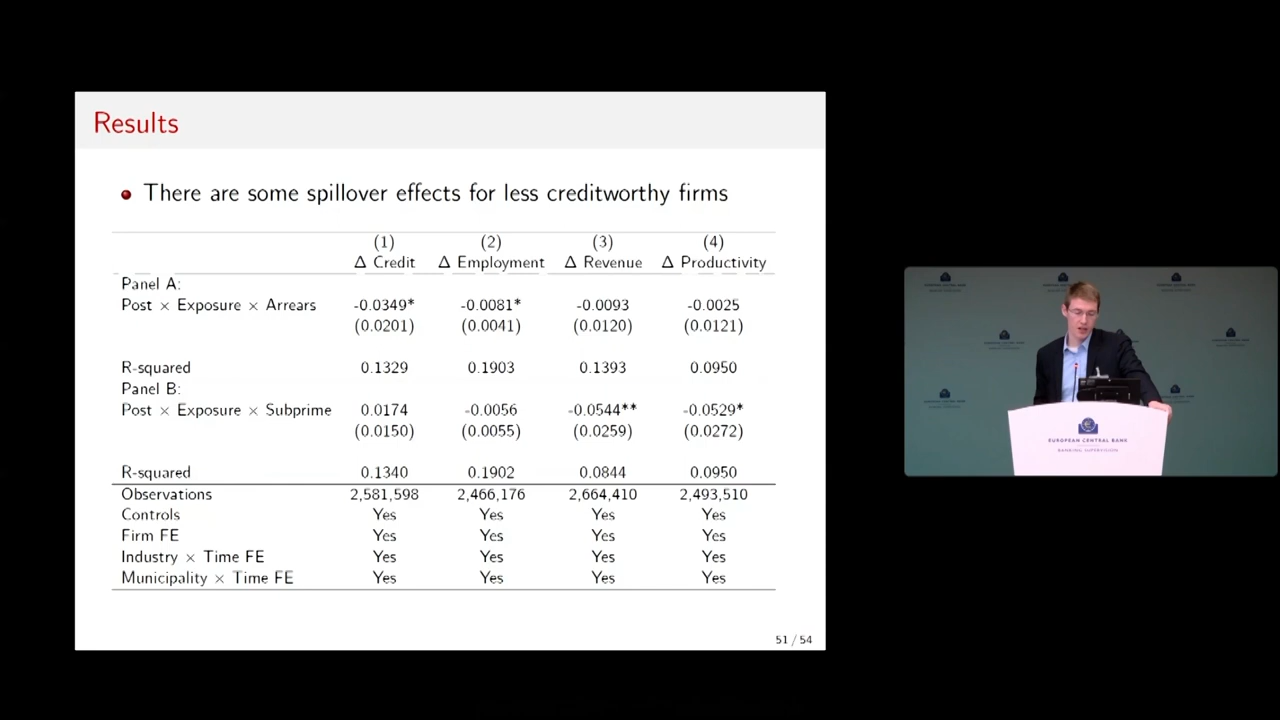 Results
There are some spillover effects for less creditworthy firms
(1) (2) (3) (4)
Δ Credit Δ Employment Δ Revenue Δ Productivity
Panel A:
Post × Exposure × Arrears -0.0349* -0.0081* -0.0093 -0.0025
(0.0201) (0.0041) (0.0120) (0.0121)
R-squared 0.1329 0.1903 0.1393 0.0950
Panel B:
Post × Exposure × Subprime 0.0174 -0.0056 -0.0544** -0.0529*
(0.0150) (0.0055) (0.0259) (0.0272)
R-squared 0.1340 0.1902 0.0844 0.0950
Observations 2,581,598 2,466,176 2,664,410 2,493,510
Controls Yes Yes Yes Yes
Firm FE Yes Yes Yes Yes
Industry × Time FE Yes Yes Yes Yes
Municipality × Time FE Yes Yes Yes Yes
51 / 54
EUROPEAN CENTRAL BANK
BANKING SUPERVISION